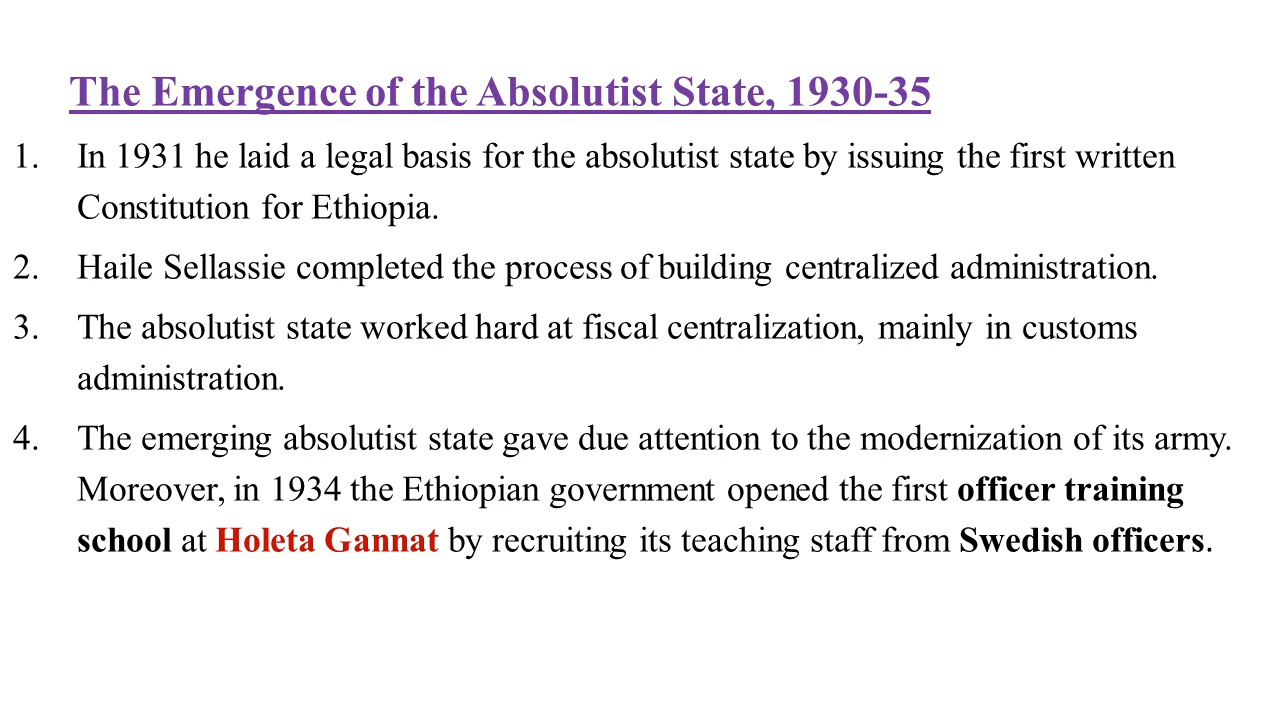 The Emergence of the Absolutist State, 1930-35
1. In 1931 he laid a legal basis for the absolutist state by issuing the first written
Constitution for Ethiopia.
2. Haile Sellassie completed the process of building centralized administration.
3. The absolutist state worked hard at fiscal centralization, mainly in customs
administration.
4. The emerging absolutist state gave due attention to the modernization of its army.
Moreover, in 1934 the Ethiopian government opened the first officer training
school at Holeta Gannat by recruiting its teaching staff from Swedish officers.